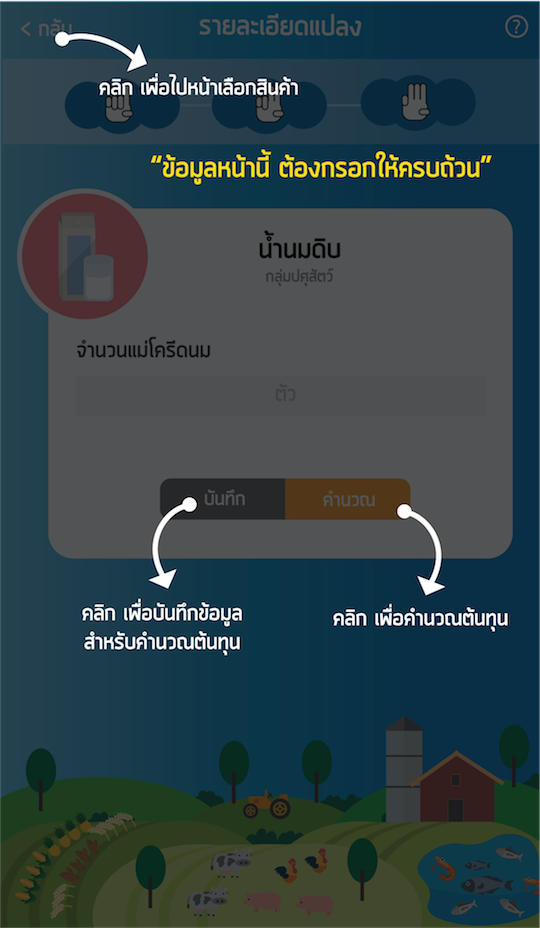 < กลับ
รายละเอียดแปลง
?
คลิก เพื่อไปหน้าเลือกสินค้า
“ข้อมูลหน้านี้ ต้องกรอกให้ครบถ้วน”
น้ำนมดิบ
กลุ่มปศุสัตว์
จำนวนแม่โครีดนม
ตัว
บันทึก
คำนวณ
คลิก เพื่อบันทึกข้อมูล
สำหรับคำนวณต้นทุน
คลิก เพื่อคำนวณต้นทุน